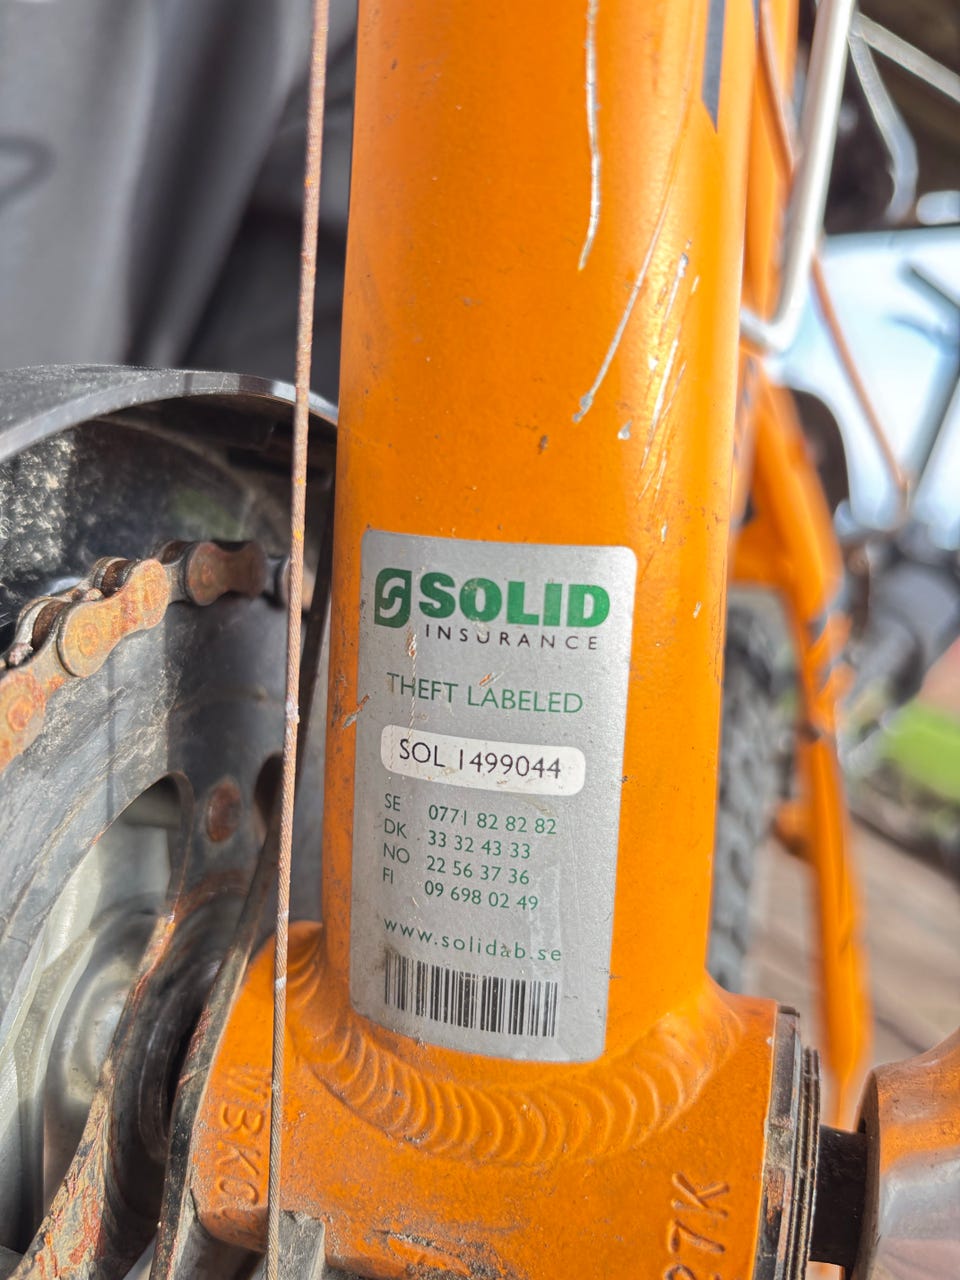 SOLID
INSURANCE
THEFT LABELED
SOL 1499044
SE 0771 82 82 82
DK 33 32 43 33
NO 22 56 37 36
FI 09 698 02 49
www.solidab.se